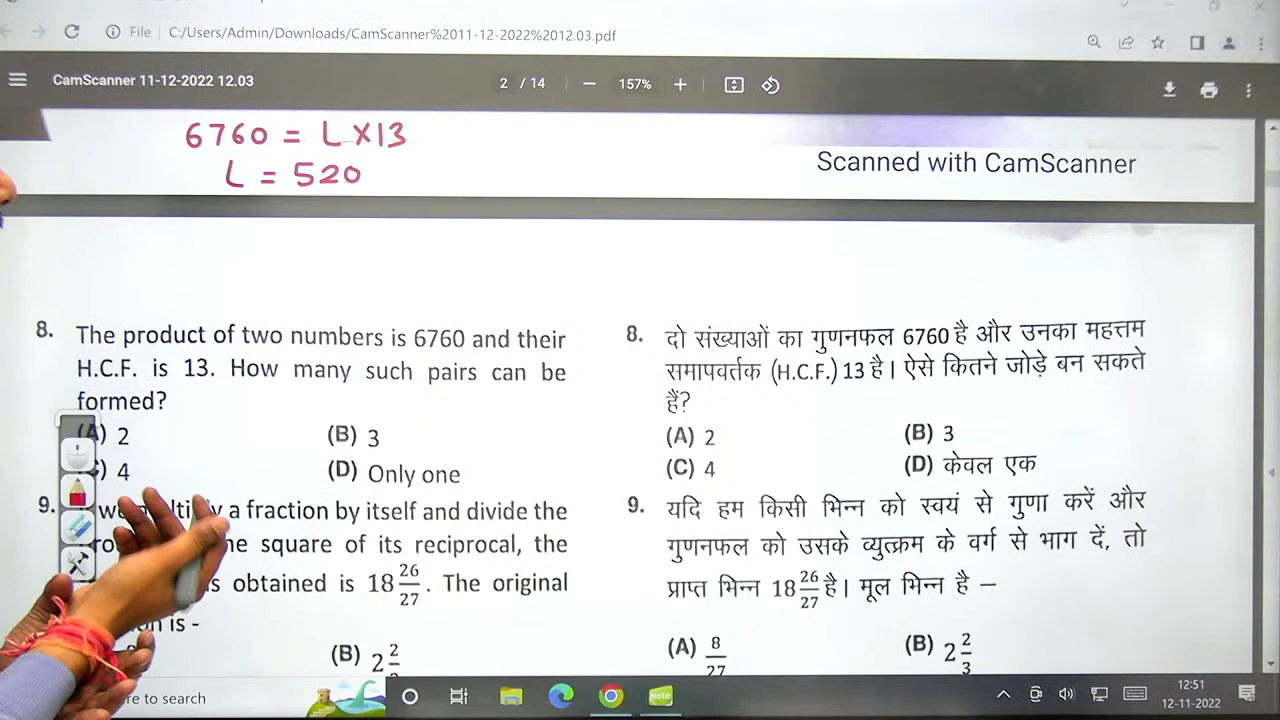 File C:/Users/Admin/Downloads/CamScanner%2011-12-2022%2012.03.pdf
CamScanner 11-12-2022 12.03
2 / 14
157%
6760 = L X13
L = 520
Scanned with CamScanner
8. The product of two numbers is 6760 and their
H.C.F. is 13. How many such pairs can be
formed?
(A) 2 (B) 3
4 (D) Only one
9. a fraction by itself and divide the
square of its reciprocal, the
obtained is 18 26/27. The original
is -
(B) 2 2
8. दो संख्याओं का गुणनफल 6760 है और उनका महत्तम
समापवर्तक (H.C.F.) 13 है। ऐसे कितने जोड़े बन सकते
हैं?
(A) 2 (B) 3
(C) 4 (D) केवल एक
9. यदि हम किसी भिन्न को स्वयं से गुणा करें और
गुणनफल को उसके व्युत्क्रम के वर्ग से भाग दें, तो
प्राप्त भिन्न 18 26/27 है। मूल भिन्न है –
(A) 8/27 (B) 2 2/3
to search
Note
12:51
12-11-2022